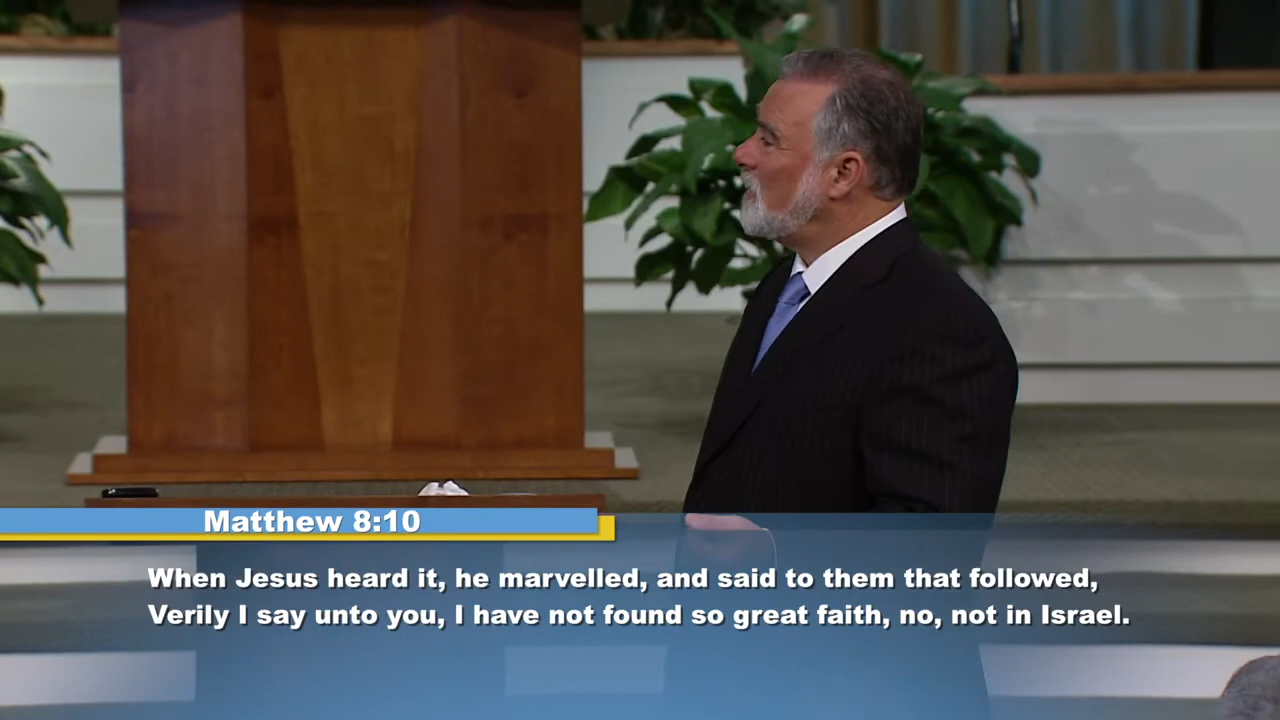 Matthew 8:10
When Jesus heard it, he marvelled, and said to them that followed,
Verily I say unto you, I have not found so great faith, no, not in Israel.